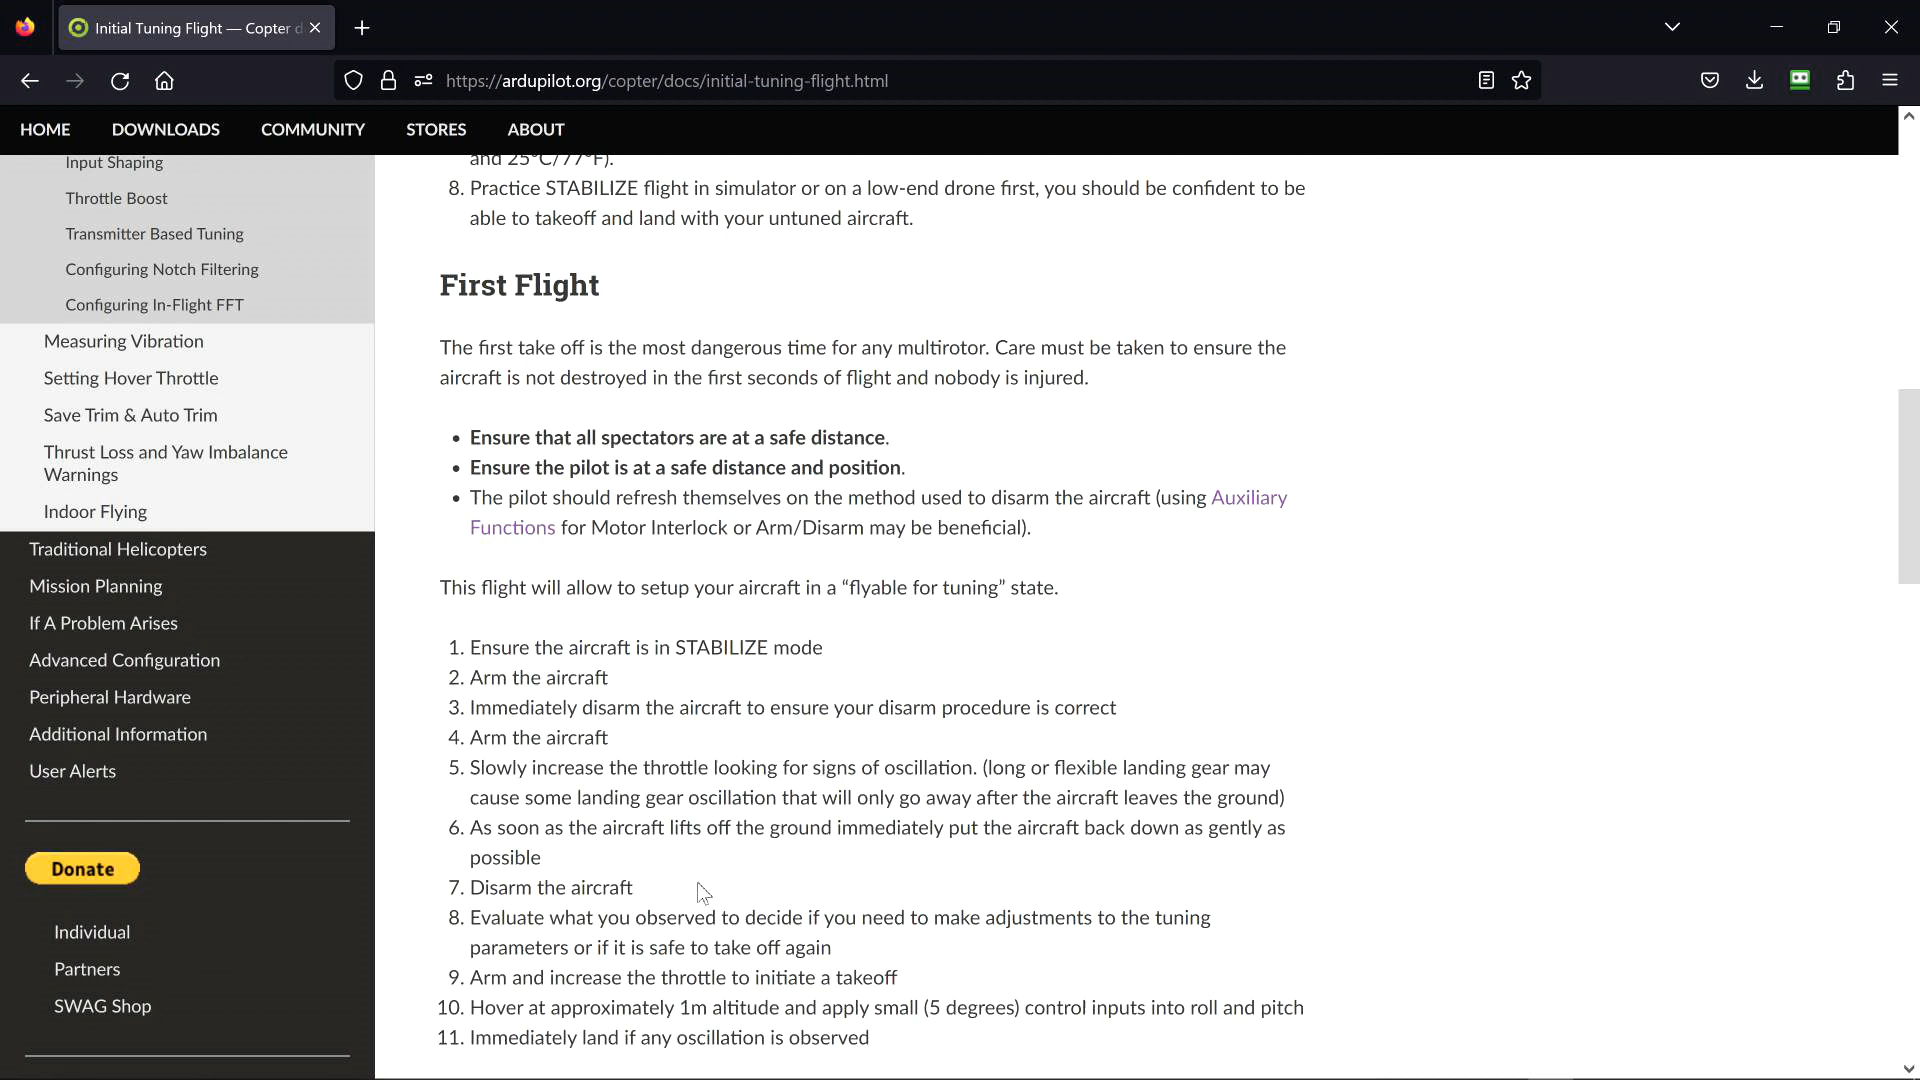 Initial Tuning Flight — Copter d
https://ardupilot.org/copter/docs/initial-tuning-flight.html
HOME DOWNLOADS COMMUNITY STORES ABOUT
Input Shaping
Throttle Boost
Transmitter Based Tuning
Configuring Notch Filtering
Configuring In-Flight FFT
Measuring Vibration
Setting Hover Throttle
Save Trim & Auto Trim
Thrust Loss and Yaw Imbalance
Warnings
Indoor Flying
Traditional Helicopters
Mission Planning
If A Problem Arises
Advanced Configuration
Peripheral Hardware
Additional Information
User Alerts
Donate
Individual
Partners
SWAG Shop
and 25°C/77°F).
8. Practice STABILIZE flight in simulator or on a low-end drone first, you should be confident to be
able to takeoff and land with your untuned aircraft.
First Flight
The first take off is the most dangerous time for any multirotor. Care must be taken to ensure the
aircraft is not destroyed in the first seconds of flight and nobody is injured.
• Ensure that all spectators are at a safe distance.
• Ensure the pilot is at a safe distance and position.
• The pilot should refresh themselves on the method used to disarm the aircraft (using Auxiliary
Functions for Motor Interlock or Arm/Disarm may be beneficial).
This flight will allow to setup your aircraft in a “flyable for tuning” state.
1. Ensure the aircraft is in STABILIZE mode
2. Arm the aircraft
3. Immediately disarm the aircraft to ensure your disarm procedure is correct
4. Arm the aircraft
5. Slowly increase the throttle looking for signs of oscillation. (long or flexible landing gear may
cause some landing gear oscillation that will only go away after the aircraft leaves the ground)
6. As soon as the aircraft lifts off the ground immediately put the aircraft back down as gently as
possible
7. Disarm the aircraft
8. Evaluate what you observed to decide if you need to make adjustments to the tuning
parameters or if it is safe to take off again
9. Arm and increase the throttle to initiate a takeoff
10. Hover at approximately 1m altitude and apply small (5 degrees) control inputs into roll and pitch
11. Immediately land if any oscillation is observed